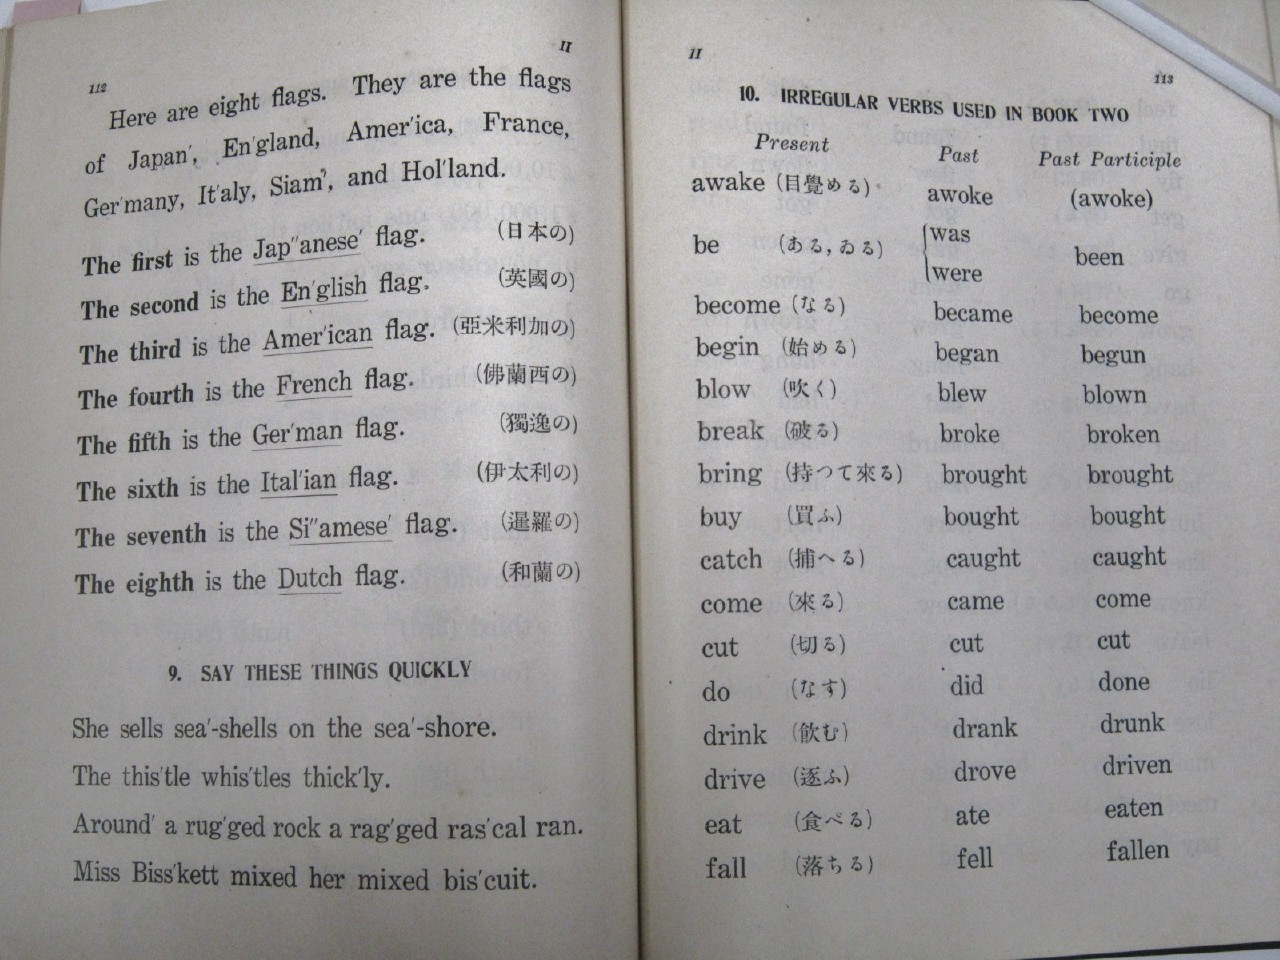 112
II
Here are eight flags. They are the flags
of Japan′, En′gland, Amer′ica, France,
Ger′many, It′aly, Siam′, and Hol′land.
The first is the Jap″anese′ flag. (日本の)
The second is the En′glish flag. (英國の)
The third is the Amer′ican flag. (亞米利加の)
The fourth is the French flag. (佛蘭西の)
The fifth is the Ger′man flag. (獨逸の)
The sixth is the Ital′ian flag. (伊太利の)
The seventh is the Si″amese′ flag. (暹羅の)
The eighth is the Dutch flag. (和蘭の)
9. SAY THESE THINGS QUICKLY
She sells sea′-shells on the sea′-shore.
The this′tle whis′tles thick′ly.
Around′ a rug′ged rock a rag′ged ras′cal ran.
Miss Biss′kett mixed her mixed bis′cuit.
II
113
10. IRREGULAR VERBS USED IN BOOK TWO
Present Past Past Participle
awake (目覺める) awoke (awoke)
be (ある, ゐる) {was
{were been
become (なる) became become
begin (始める) began begun
blow (吹く) blew blown
break (破る) broke broken
bring (持つて來る) brought brought
buy (買ふ) bought bought
catch (捕へる) caught caught
come (來る) came come
cut (切る) cut cut
do (なす) did done
drink (飮む) drank drunk
drive (逐ふ) drove driven
eat (食べる) ate eaten
fall (落ちる) fell fallen